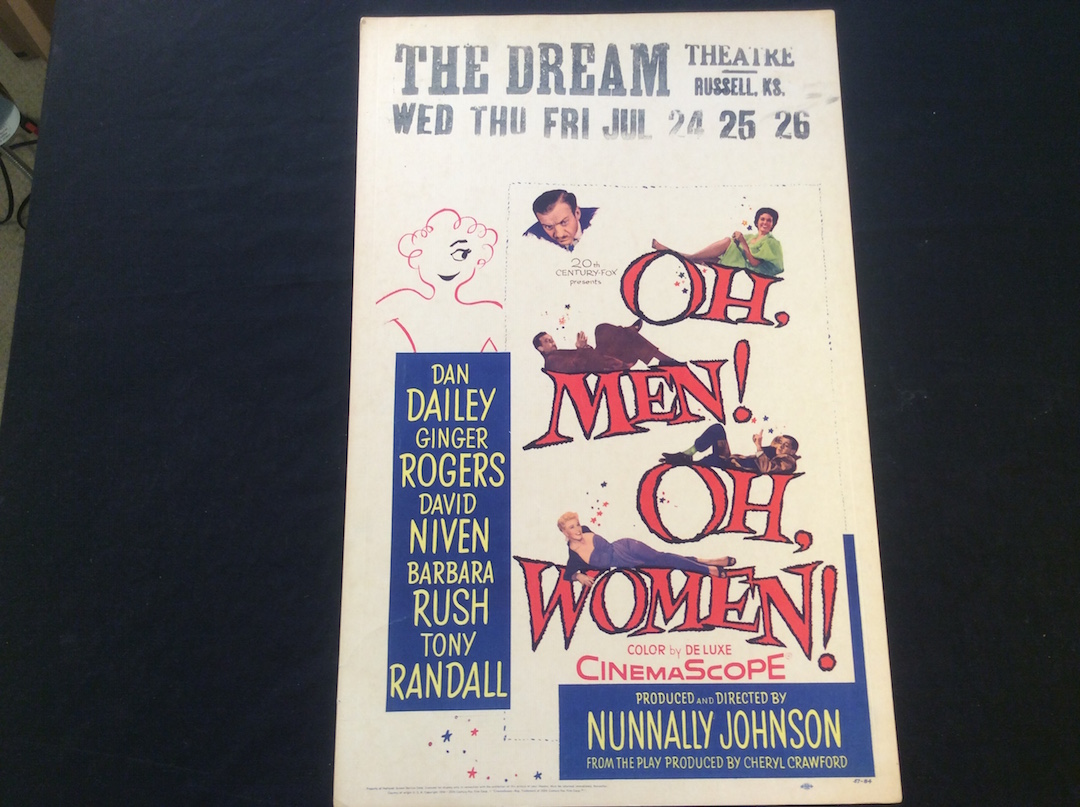 THE DREAM THEATRE
RUSSELL, KS.
WED THU FRI JUL 24 25 26
20th
CENTURY-FOX
presents
OH,
MEN!
OH,
WOMEN!
DAN
DAILEY
GINGER
ROGERS
DAVID
NIVEN
BARBARA
RUSH
TONY
RANDALL
COLOR by DE LUXE
CINEMASCOPE
PRODUCED AND DIRECTED BY
NUNNALLY JOHNSON
FROM THE PLAY PRODUCED BY CHERYL CRAWFORD